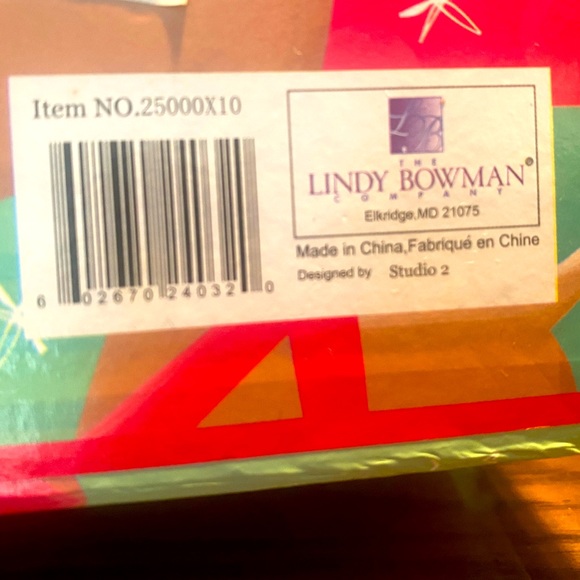 Item NO.25000X10
LDB
THE
LINDY BOWMAN®
COMPANY
Elkridge,MD 21075
Made in China,Fabriqué en Chine
Designed by Studio 2
6 02670 24032 0